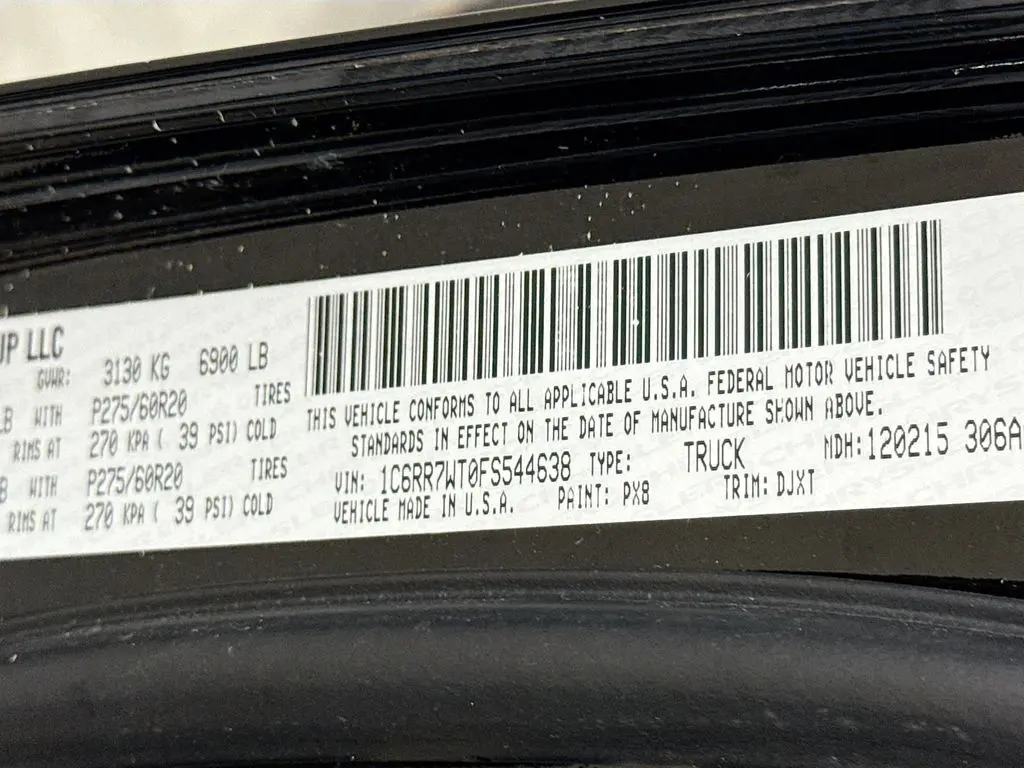 UP LLC
GVWR: 3130 KG 6900 LB
LB WITH P275/60R20 TIRES
RIMS AT 270 KPA ( 39 PSI) COLD
B WITH P275/60R20 TIRES
RIMS AT 270 KPA ( 39 PSI) COLD
THIS VEHICLE CONFORMS TO ALL APPLICABLE U.S.A. FEDERAL MOTOR VEHICLE SAFETY
STANDARDS IN EFFECT ON THE DATE OF MANUFACTURE SHOWN ABOVE.
VIN: 1C6RR7WT0FS544638 TYPE: TRUCK MDH: 120215 306A
VEHICLE MADE IN U.S.A. PAINT: PX8 TRIM: DJXT